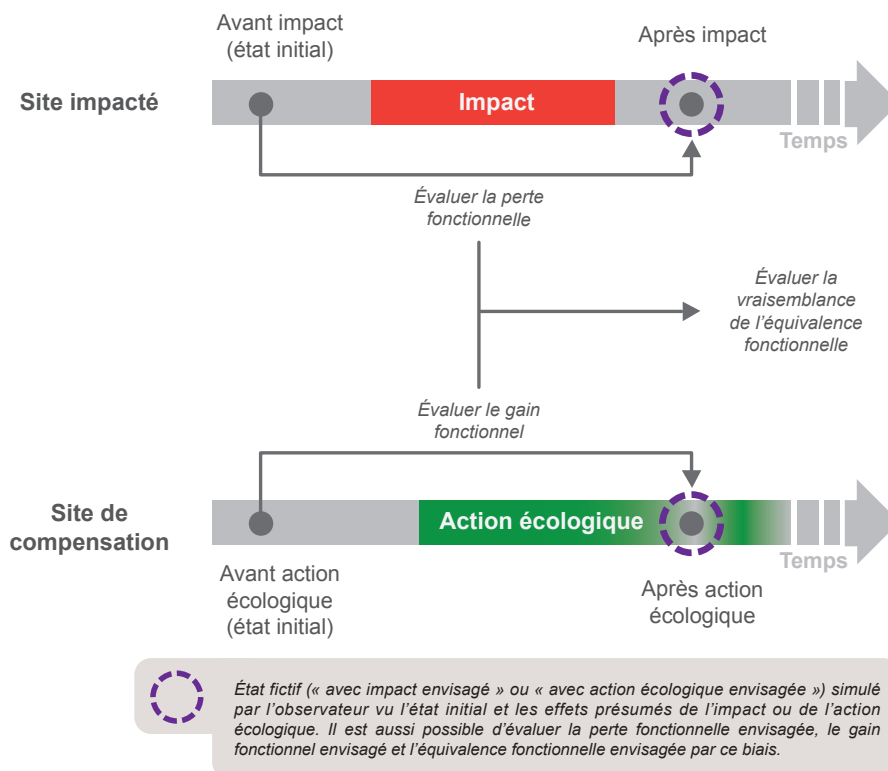 Avant impact
(état initial)
Après impact
Site impacté
Impact
Temps
Évaluer la perte
fonctionnelle
Évaluer la
vraisemblance
de l'équivalence
fonctionnelle
Évaluer le gain
fonctionnel
Site de
compensation
Action écologique
Temps
Avant action
écologique
(état initial)
Après action
écologique
État fictif (« avec impact envisagé » ou « avec action écologique envisagée ») simulé
par l'observateur vu l'état initial et les effets présumés de l'impact ou de l'action
écologique. Il est aussi possible d'évaluer la perte fonctionnelle envisagée, le gain
fonctionnel envisagé et l'équivalence fonctionnelle envisagée par ce biais.